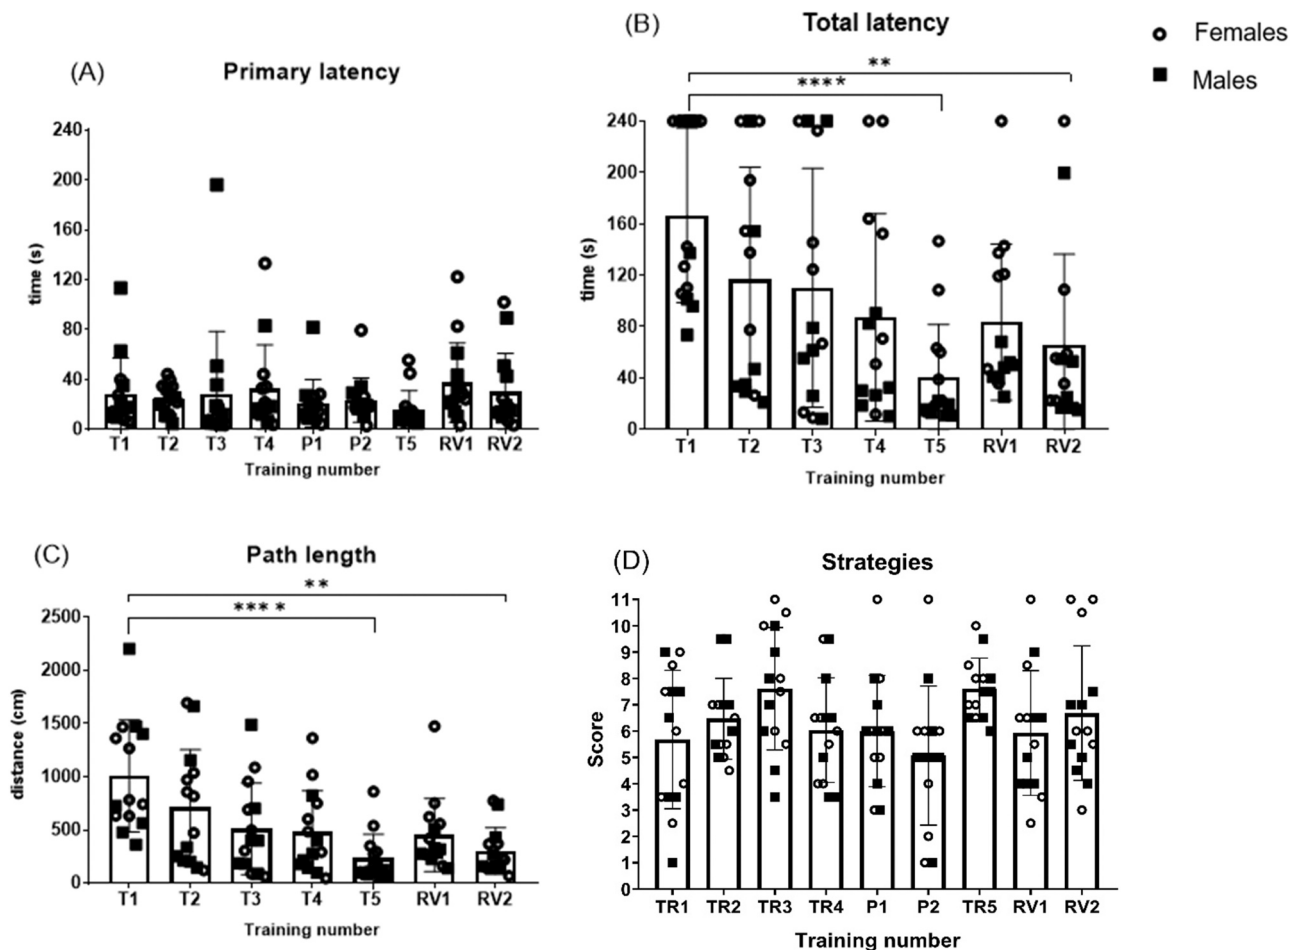 (A)
Primary latency
240
200
160
120
80
40
0
time (s)
T1 T2 T3 T4 P1 P2 T5 RV1 RV2
Training number
(B)
Total latency
**
****
240
200
160
120
80
40
0
time (s)
T1 T2 T3 T4 T5 RV1 RV2
Training number
Females
Males
(C)
Path length
**
****
2500
2000
1500
1000
500
0
distance (cm)
T1 T2 T3 T4 T5 RV1 RV2
Training number
(D)
Strategies
11
10
9
8
7
6
5
4
3
2
1
0
Score
TR1 TR2 TR3 TR4 P1 P2 TR5 RV1 RV2
Training number